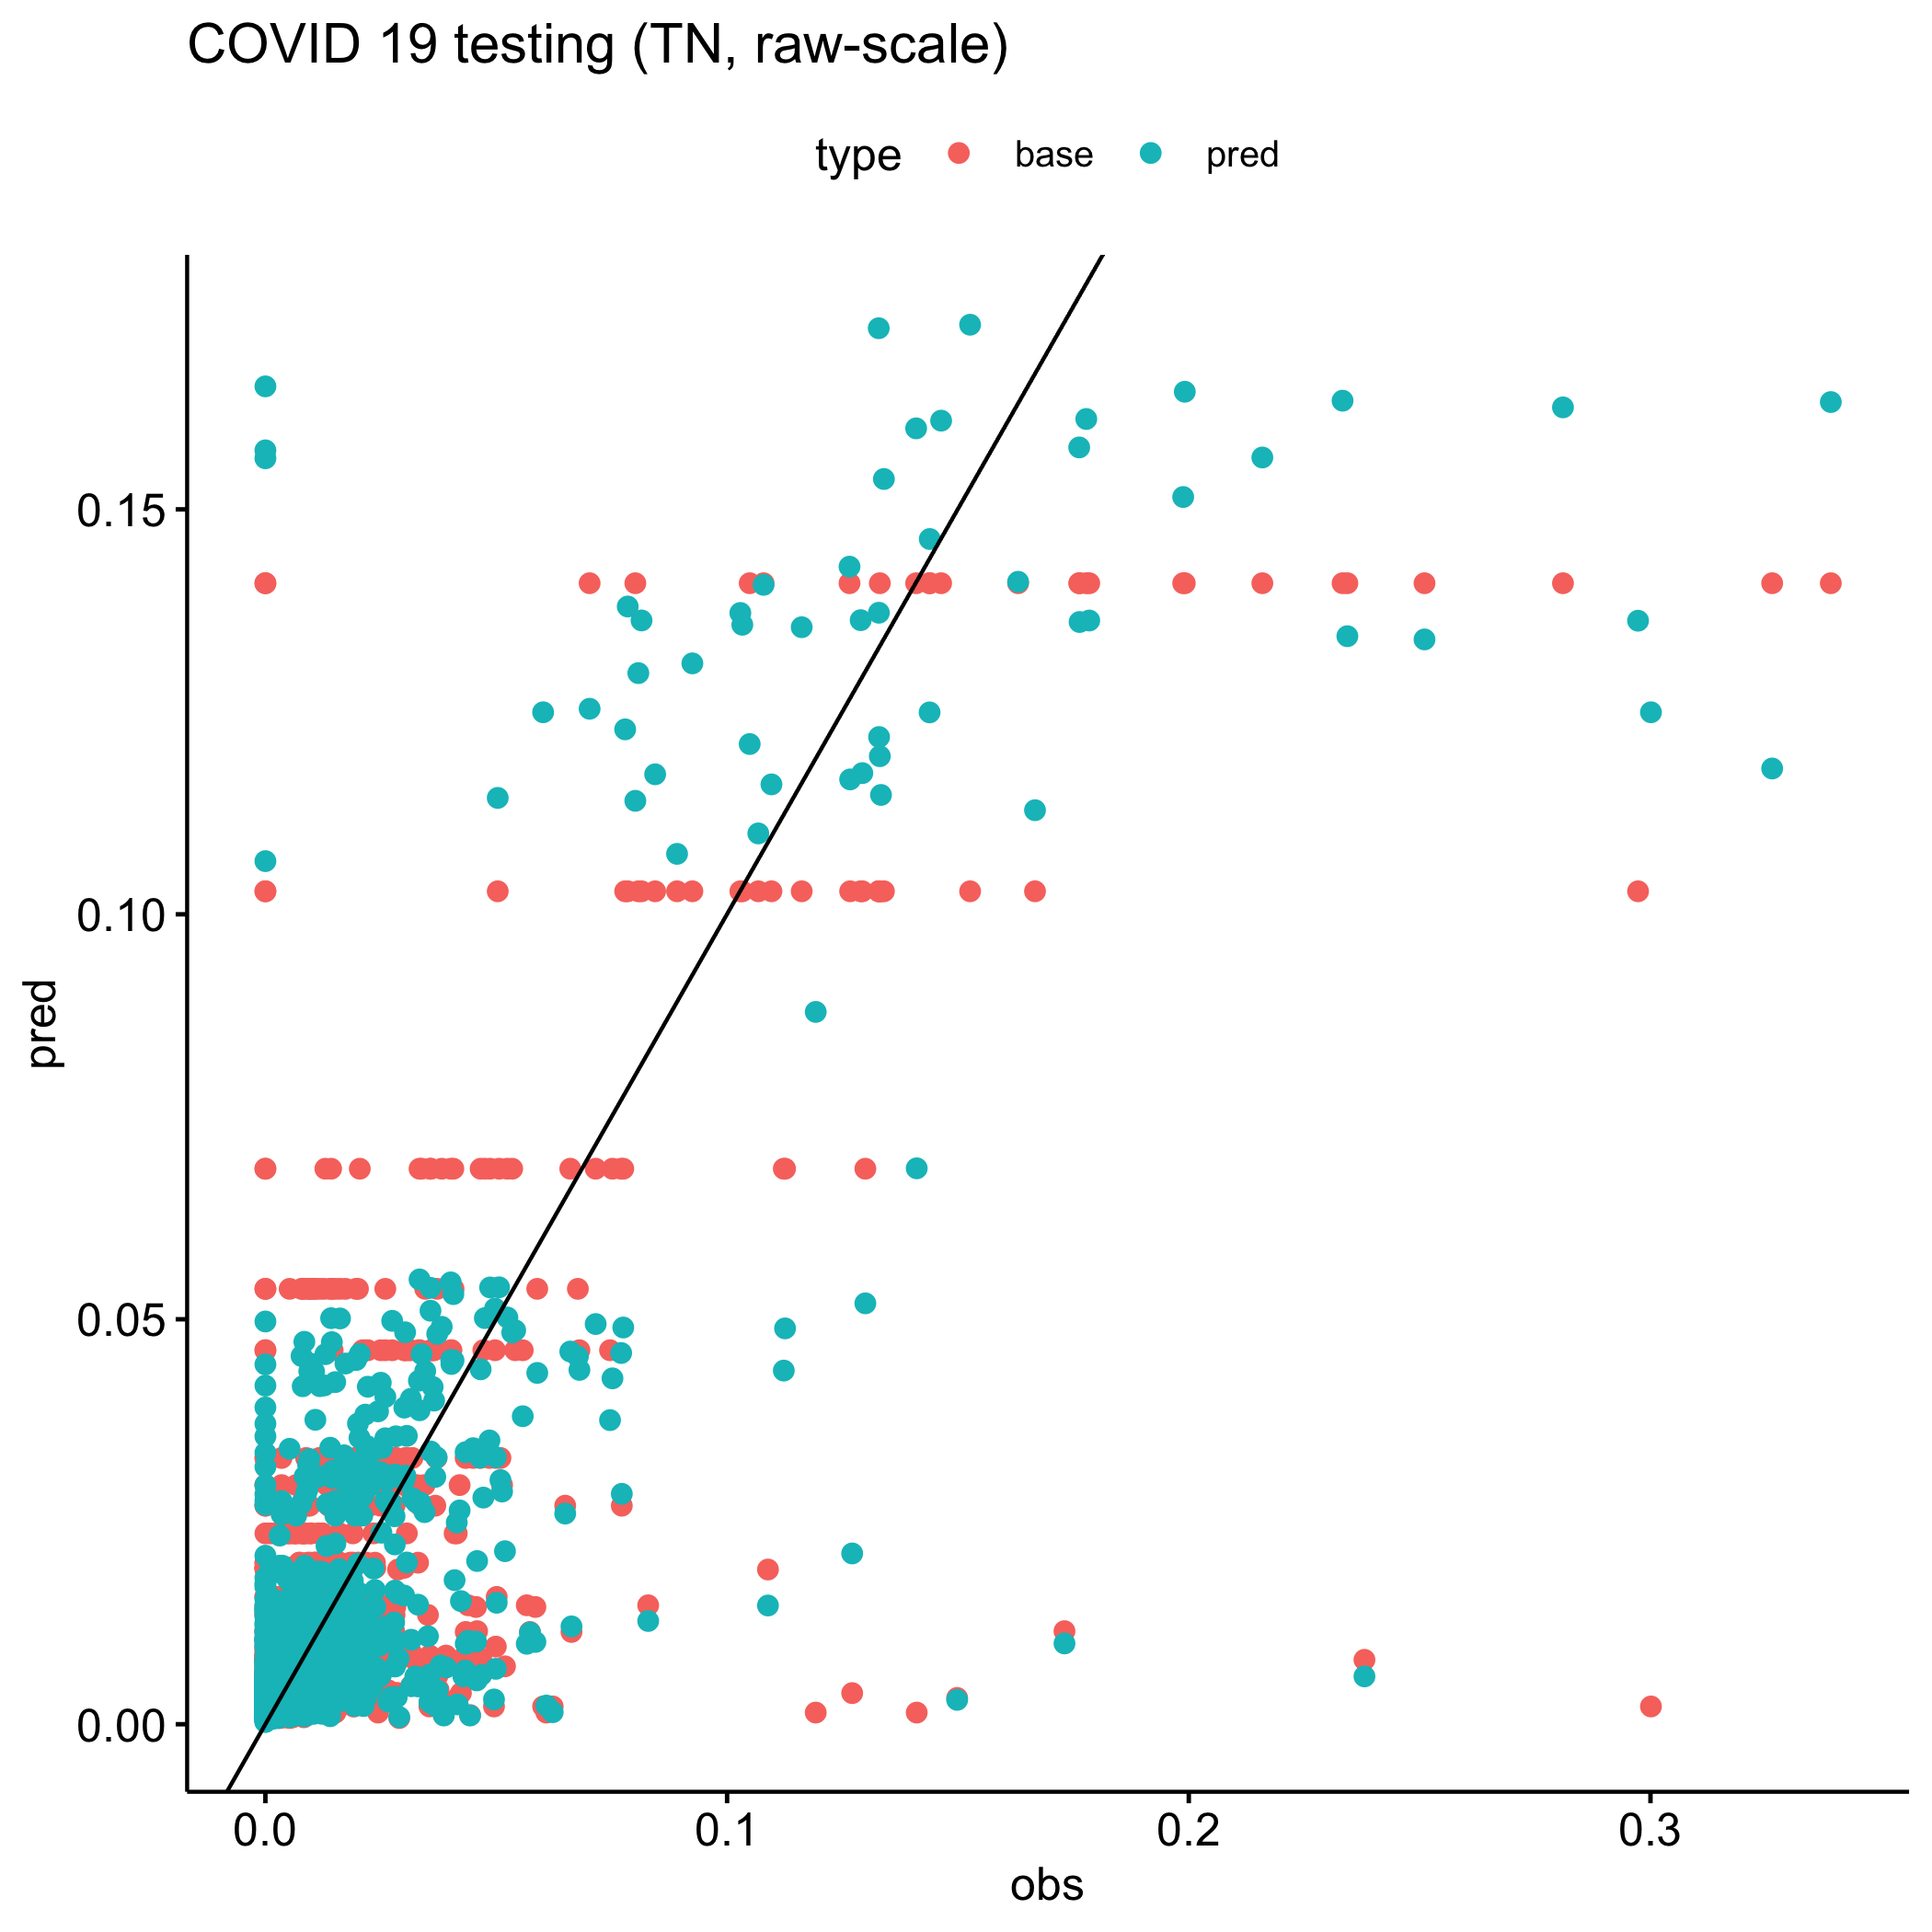 COVID 19 testing (TN, raw-scale)
type base pred
0.15
0.10
0.05
0.00
pred
0.0 0.1 0.2 0.3
obs